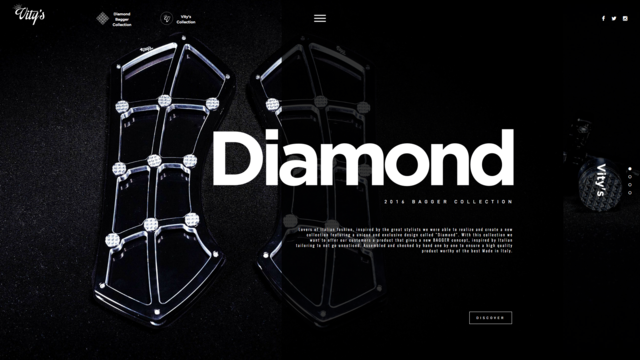 Vity's
Diamond
Bagger
Collection
Vity's
Collection
Diamond
2016 BAGGER COLLECTION
Lovers of Italian fashion, inspired by the great stylists we were able to realize and create a new
collection featuring a unique and exclusive design called "Diamond". With this collection we
want to offer our customers a product that gives a new BAGGER concept, inspired by Italian
tailoring to not go unnoticed. Assembled and checked by hand one by one to ensure a high quality
product worthy of the best Made in Italy.
Vity's
DISCOVER